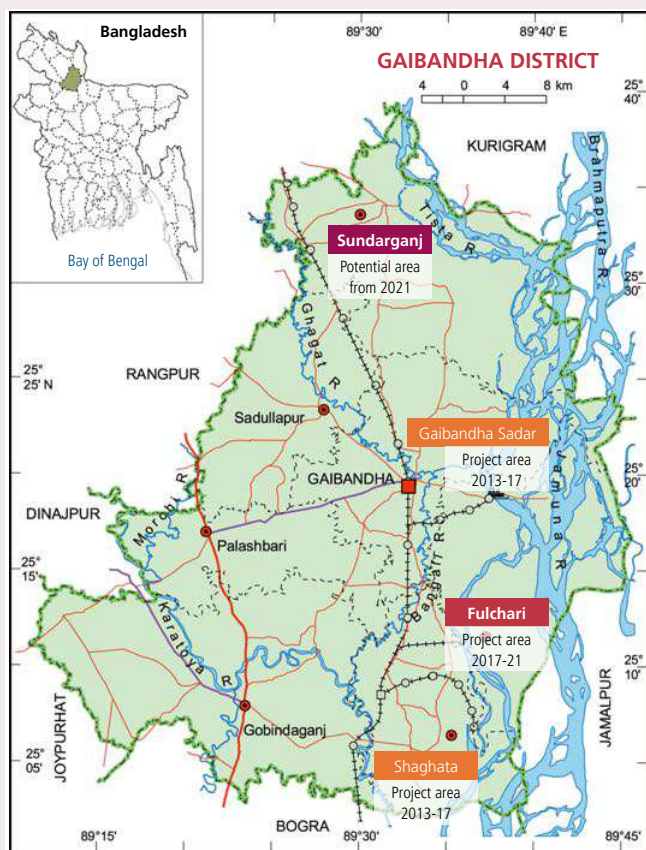 Bangladesh
Bay of Bengal
89°30'
89°40' E
GAIBANDHA DISTRICT
4 0 4 8 km
25°
40'
KURIGRAM
Brahmaputra R
Tista R
Sundarganj
Potential area
from 2021
30'
25°
Ghagat R
25°
25' N
RANGPUR
Sadullapur
Gaibandha Sadar
Project area
2013-17
GAIBANDHA
20'
25°
Jamuna R
Morchi R
DINAJPUR
Palashbari
25°
15'
Bangali R
Fulchari
Project area
2017-21
Karatoya R
25°
10'
JAMALPUR
JOYPURHAT
Gobindaganj
25°
05'
Shaghata
Project area
2013-17
BOGRA
89°15'
89°30'
89°45'